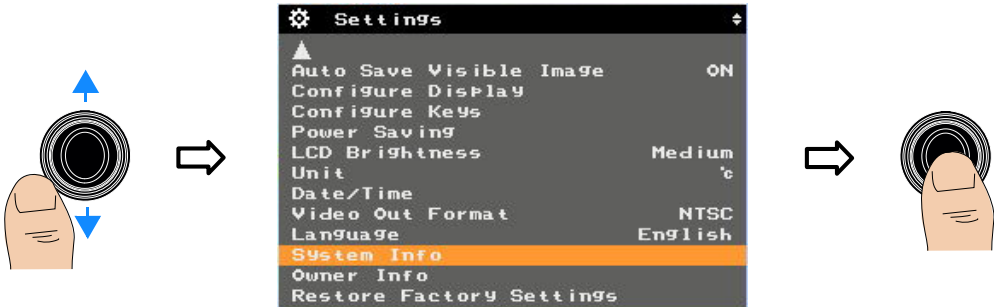 Settings
Auto Save Visible Image ON
Configure Display
Configure Keys
Power Saving
LCD Brightness Medium
Unit °c
Date/Time
Video Out Format NTSC
Language English
System Info
Owner Info
Restore Factory Settings